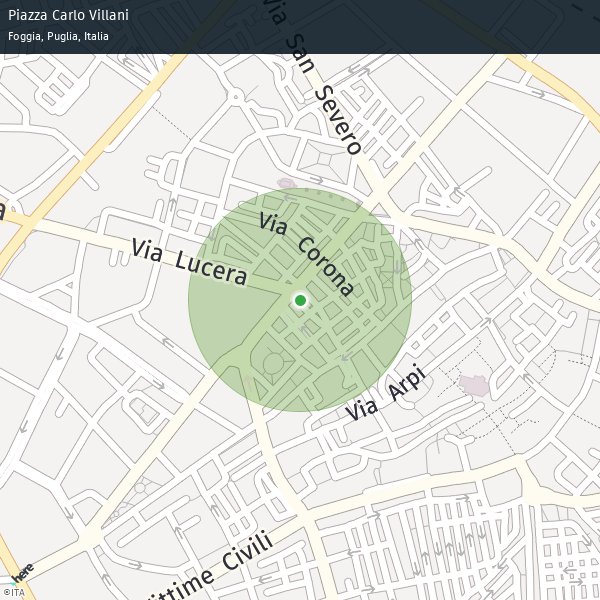 Piazza Carlo Villani
Foggia, Puglia, Italia
Via San Severo
Via Corona
Via Lucera
Via Arpi
ittime Civili
a
here
©ITA